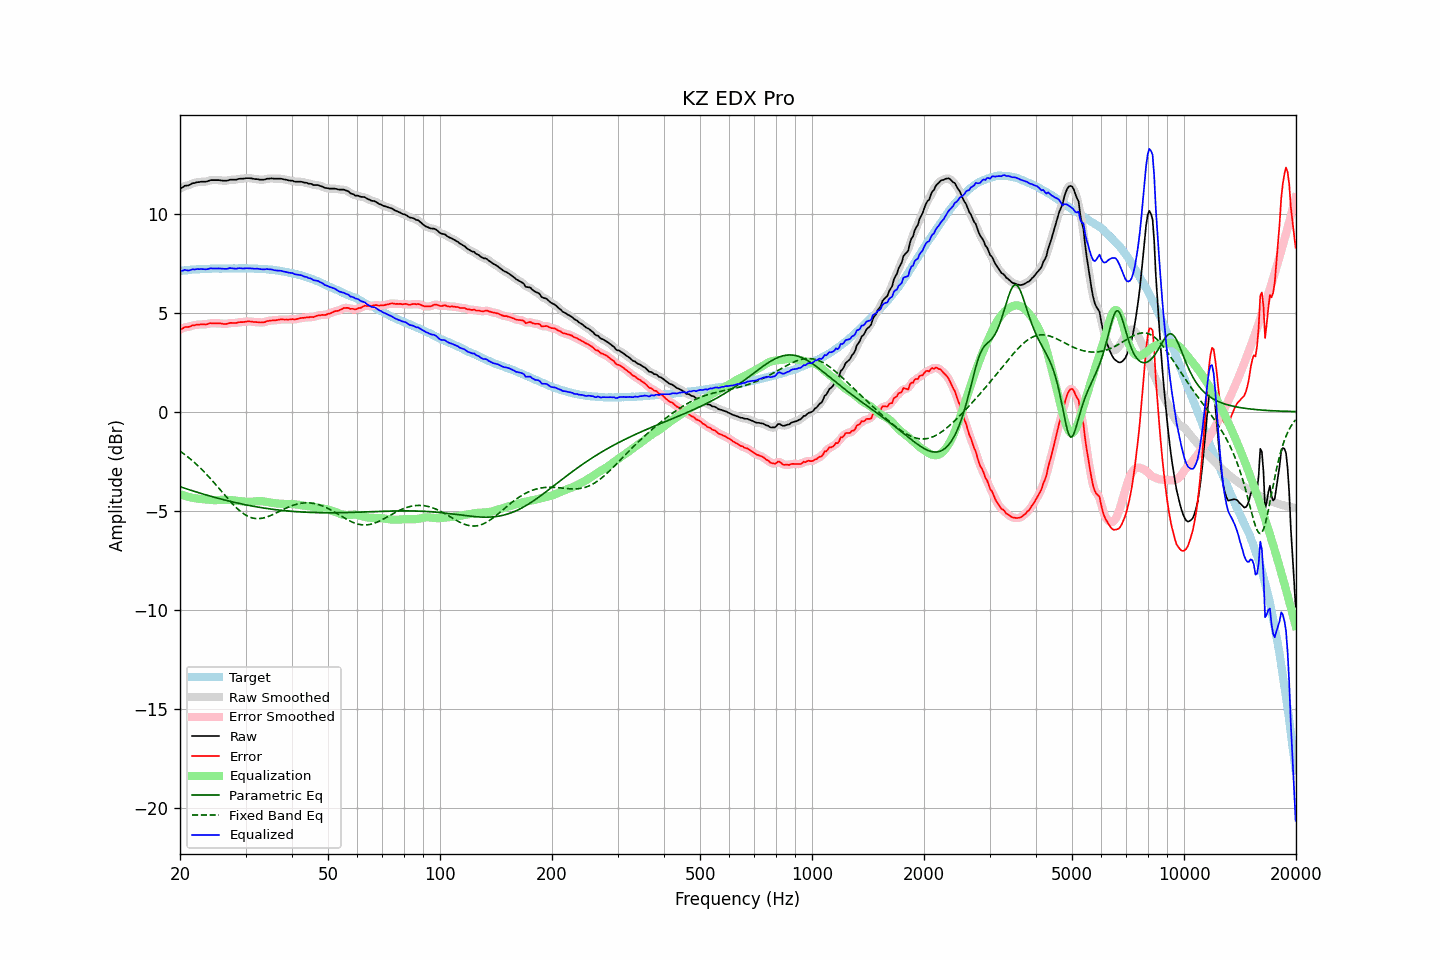 KZ EDX Pro
Amplitude (dBr)
10
5
0
−5
−10
−15
−20
Target
Raw Smoothed
Error Smoothed
Raw
Error
Equalization
Parametric Eq
Fixed Band Eq
Equalized
20 50 100 200 500 1000 2000 5000 10000 20000
Frequency (Hz)